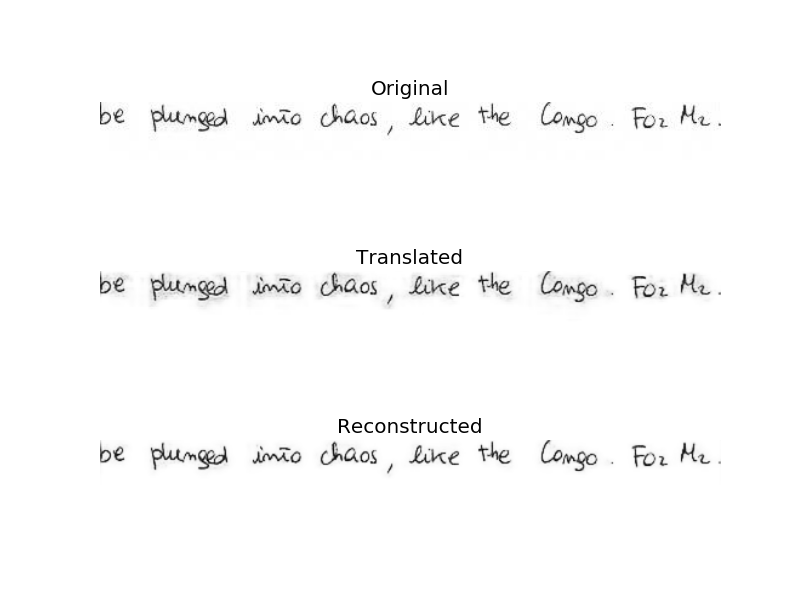 Original
be plunged into chaos, like the Congo. For Mr.
Translated
be plunged into chaos, like the Congo. For Mr.
Reconstructed
be plunged into chaos, like the Congo. For Mr.